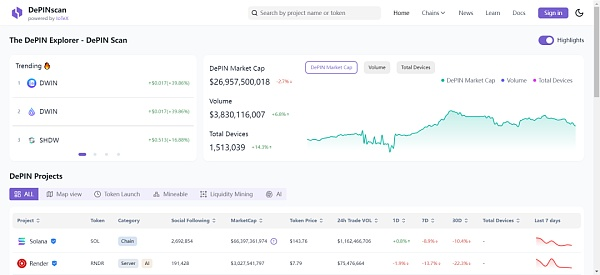 DePINscan
powered by IoTeX
Search by project name or token
Home
Chains
News
Learn
Docs
Sign in
The DePIN Explorer - DePIN Scan
Highlights
Trending
1 DWIN +$0.017(+39.86%)
2 DWIN +$0.017(+39.86%)
3 SHDW +$0.513(+16.88%)
DePIN Market Cap
$26,957,500,018 -2.7%
Volume
$3,830,116,007 +6.8%
Total Devices
1,513,039 +14.3%
DePIN Market Cap Volume Total Devices
DePIN Market Cap Volume Total Devices
DePIN Projects
ALL Map view Token Launch Mineable Liquidity Mining AI
Project Token Category Social Following MarketCap Token Price 24h Trade VOL 1D 7D 30D Total Devices Last 7 days
Solana SOL Chain 2,692,854 $66,397,361,974 $143.76 $1,162,466,706 +0.8% -6.9% -10.4% -
Render RNDR Server AI 191,428 $3,027,541,797 $7.79 $75,476,664 -1.9% -13.7% -22.3% -